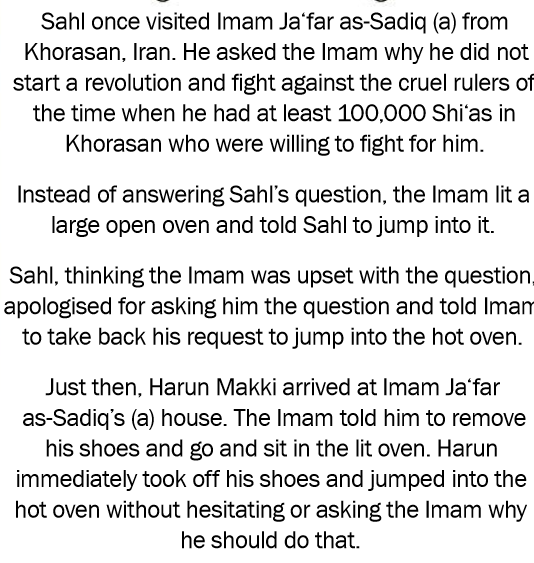 Sahl once visited Imam Ja‘far as-Sadiq (a) from
Khorasan, Iran. He asked the Imam why he did not
start a revolution and fight against the cruel rulers of
the time when he had at least 100,000 Shi‘as in
Khorasan who were willing to fight for him.
Instead of answering Sahl’s question, the Imam lit a
large open oven and told Sahl to jump into it.
Sahl, thinking the Imam was upset with the question,
apologised for asking him the question and told Imam
to take back his request to jump into the hot oven.
Just then, Harun Makki arrived at Imam Ja‘far
as-Sadiq’s (a) house. The Imam told him to remove
his shoes and go and sit in the lit oven. Harun
immediately took off his shoes and jumped into the
hot oven without hesitating or asking the Imam why
he should do that.